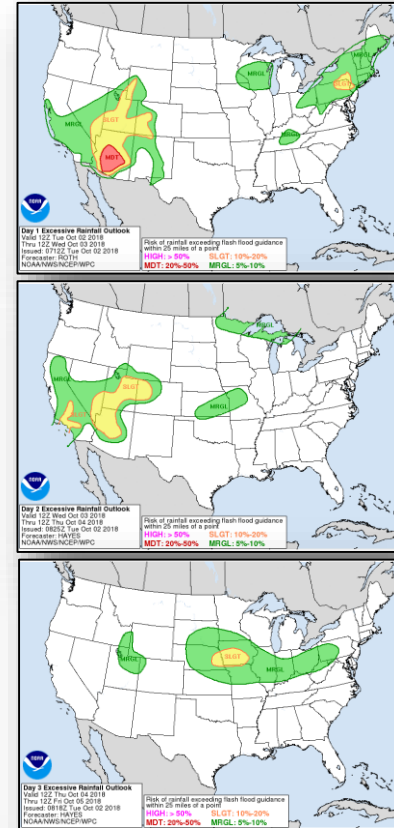 MRGL
SLGT
MRGL
MRGL
SLGT
MRGL
MDT
NOAA
Day 1 Excessive Rainfall Outlook
Valid 12Z Tue Oct 02 2018
Thru 12Z Wed Oct 03 2018
Issued: 0712Z Tue Oct 02 2018
Forecaster: ROTH
NOAA/NWS/NCEP/WPC
Risk of rainfall exceeding flash flood guidance
within 25 miles of a point
HIGH: > 50% SLGT: 10%-20%
MDT: 20%-50% MRGL: 5%-10%
MRGL
MRGL
SLGT
SLGT
MRGL
NOAA
Day 2 Excessive Rainfall Outlook
Valid 12Z Wed Oct 03 2018
Thru 12Z Thu Oct 04 2018
Issued: 0825Z Tue Oct 02 2018
Forecaster: HAYES
NOAA/NWS/NCEP/WPC
Risk of rainfall exceeding flash flood guidance
within 25 miles of a point
HIGH: > 50% SLGT: 10%-20%
MDT: 20%-50% MRGL: 5%-10%
MRGL
SLGT
MRGL
NOAA
Day 3 Excessive Rainfall Outlook
Valid 12Z Thu Oct 04 2018
Thru 12Z Fri Oct 05 2018
Issued: 0818Z Tue Oct 02 2018
Forecaster: HAYES
NOAA/NWS/NCEP/WPC
Risk of rainfall exceeding flash flood guidance
within 25 miles of a point
HIGH: > 50% SLGT: 10%-20%
MDT: 20%-50% MRGL: 5%-10%